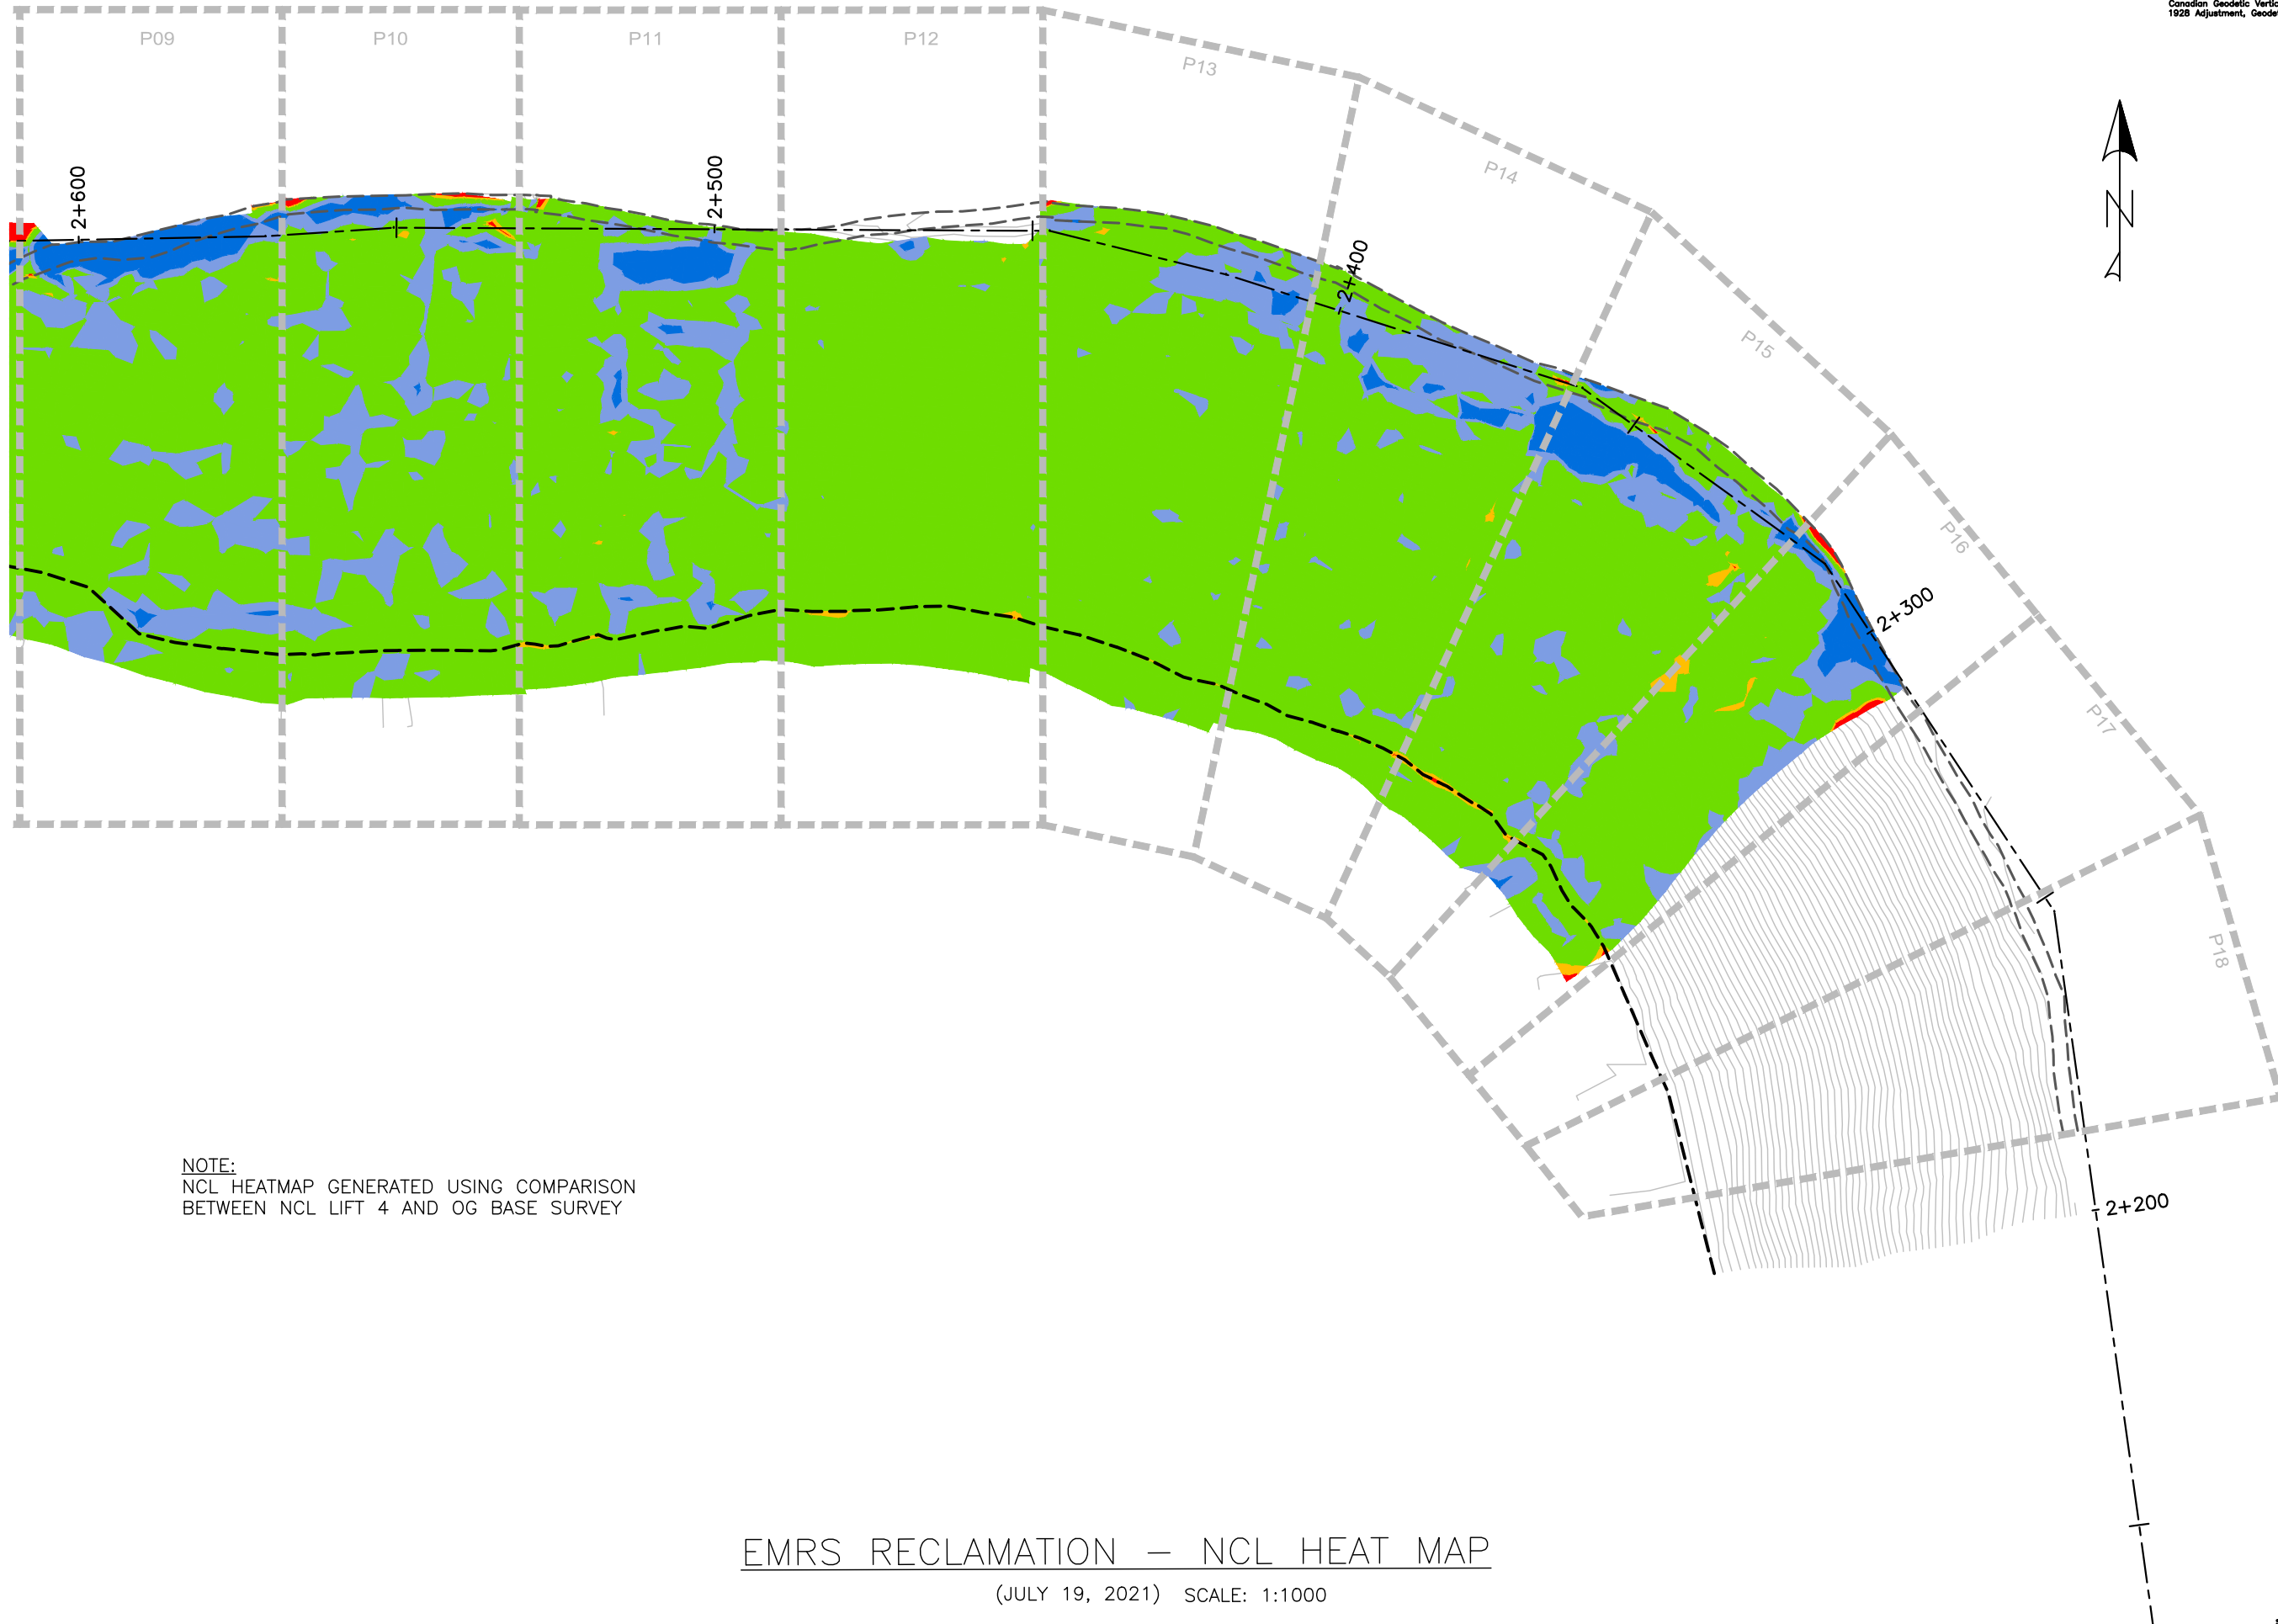 Canadian Geodetic Vertic
1928 Adjustment, Geode
P09
P10
P11
P12
P13
P14
P15
P16
P17
P18
2+600
2+500
2+400
2+300
2+200
N
NOTE:
NCL HEATMAP GENERATED USING COMPARISON
BETWEEN NCL LIFT 4 AND OG BASE SURVEY
EMRS RECLAMATION – NCL HEAT MAP
(JULY 19, 2021) SCALE: 1:1000